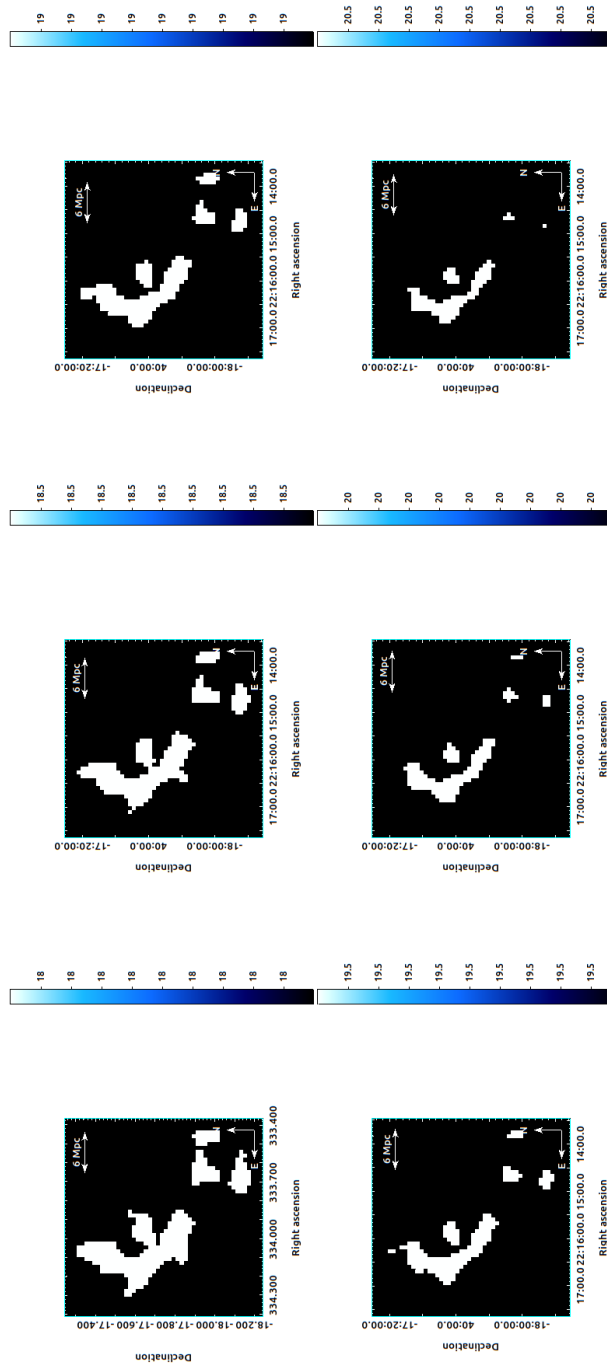 19 19 19 19 19 19 19 19 19
6 Mpc
N
E
17:00.0 22:16:00.0 15:00.0 14:00.0
Right ascension
-17:20:00.0 40:00.0 -18:00:00.0
Declination
20.5 20.5 20.5 20.5 20.5 20.5 20.5 20.5 20.5
6 Mpc
N
E
17:00.0 22:16:00.0 15:00.0 14:00.0
Right ascension
-17:20:00.0 40:00.0 -18:00:00.0
Declination
18.5 18.5 18.5 18.5 18.5 18.5 18.5 18.5 18.5
6 Mpc
N
E
17:00.0 22:16:00.0 15:00.0 14:00.0
Right ascension
-17:20:00.0 40:00.0 -18:00:00.0
Declination
20 20 20 20 20 20 20 20 20
6 Mpc
N
E
17:00.0 22:16:00.0 15:00.0 14:00.0
Right ascension
-17:20:00.0 40:00.0 -18:00:00.0
Declination
18 18 18 18 18 18 18 18 18
6 Mpc
N
E
334.300 334.000 333.700 333.400
Right ascension
-17.400 -17.600 -17.800 -18.000 -18.200
Declination
19.5 19.5 19.5 19.5 19.5 19.5 19.5 19.5 19.5
6 Mpc
N
E
17:00.0 22:16:00.0 15:00.0 14:00.0
Right ascension
-17:20:00.0 40:00.0 -18:00:00.0
Declination